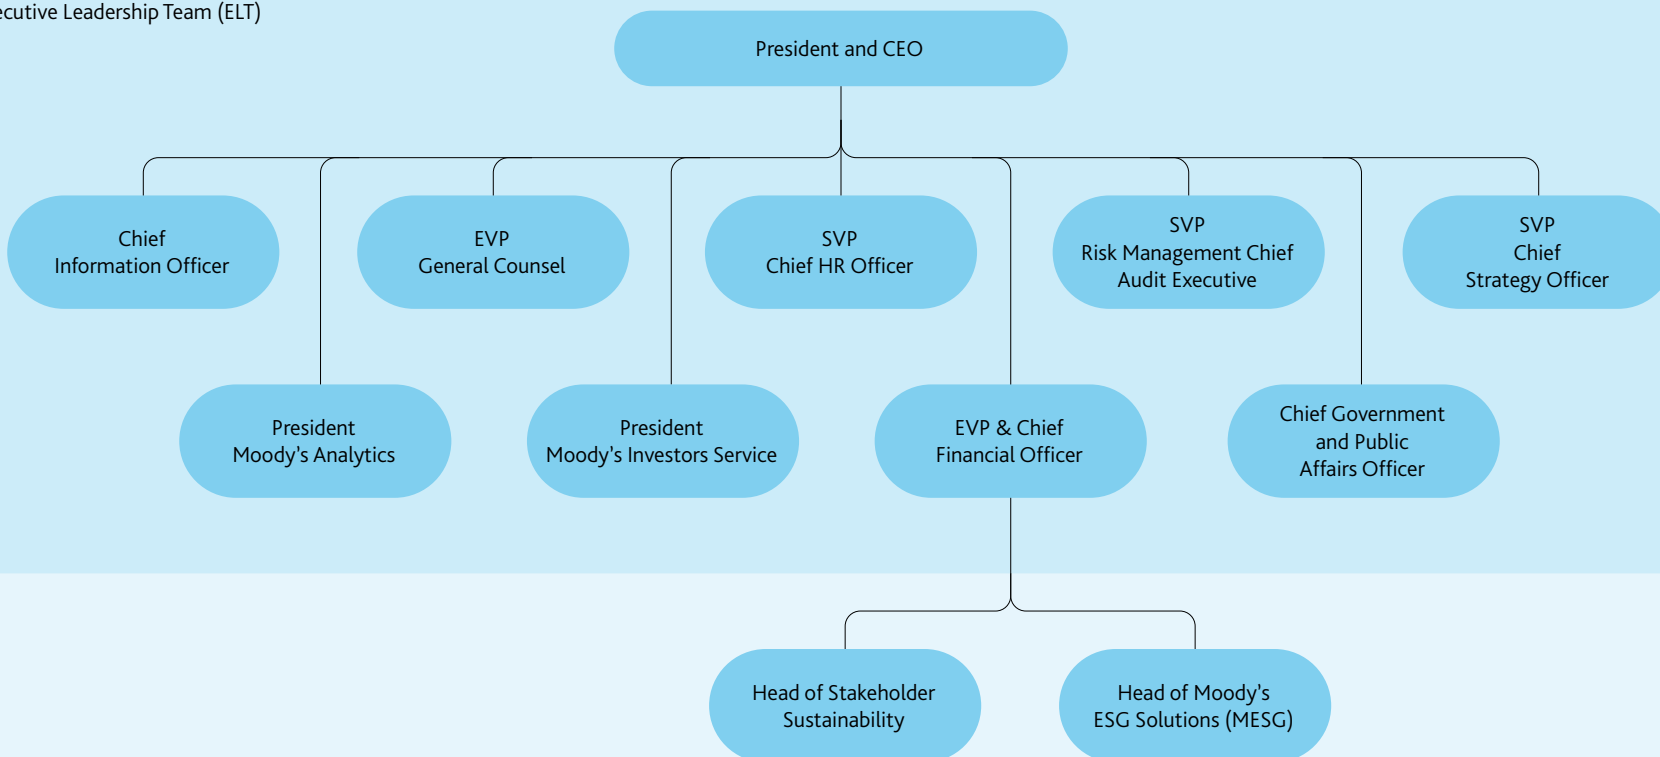 ecutive Leadership Team (ELT)
President and CEO
Chief
Information Officer
EVP
General Counsel
SVP
Chief HR Officer
SVP
Risk Management Chief
Audit Executive
SVP
Chief
Strategy Officer
President
Moody's Analytics
President
Moody's Investors Service
EVP & Chief
Financial Officer
Chief Government
and Public
Affairs Officer
Head of Stakeholder
Sustainability
Head of Moody's
ESG Solutions (MESG)